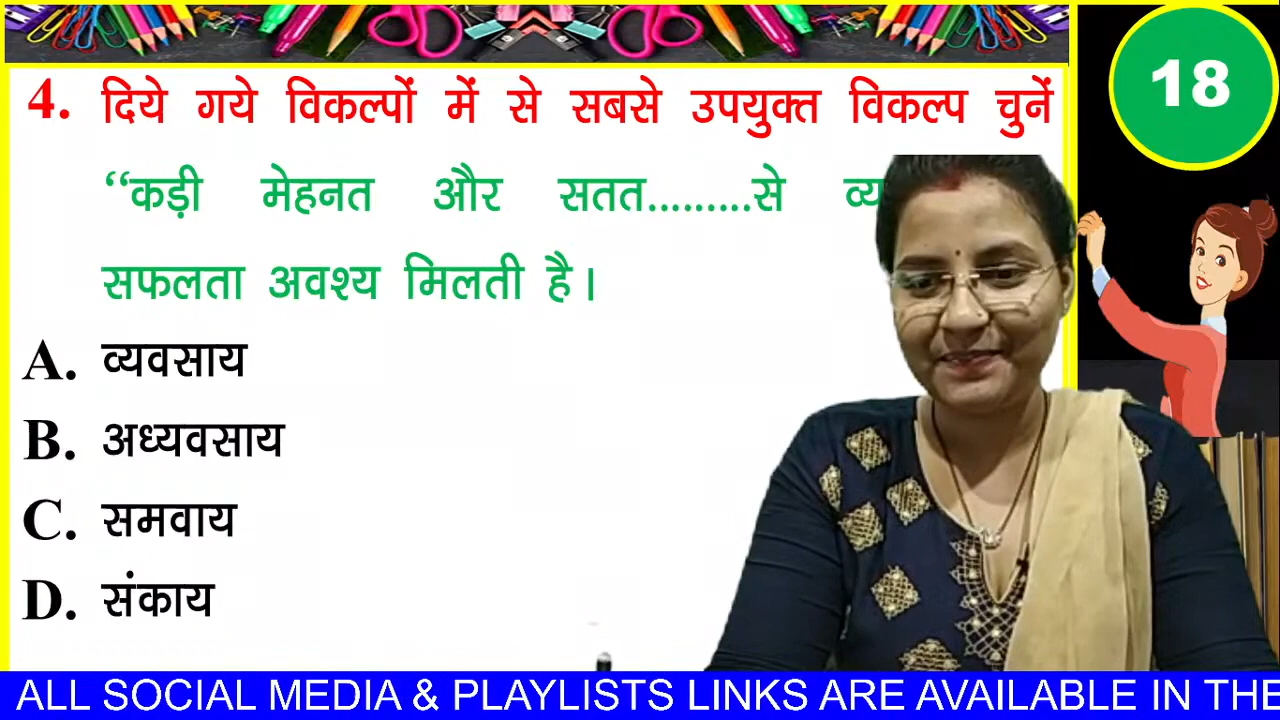 18
4. दिये गये विकल्पों में से सबसे उपयुक्त विकल्प चुनें
“कड़ी मेहनत और सतत.........से
सफलता अवश्य मिलती है।
A. व्यवसाय
B. अध्यवसाय
C. समवाय
D. संकाय
ALL SOCIAL MEDIA & PLAYLISTS LINKS ARE AVAILABLE IN THE